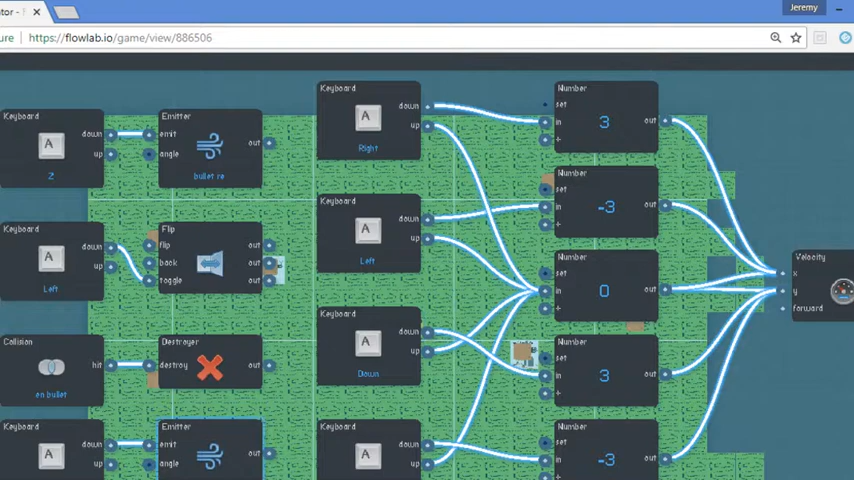 tor - F
Jeremy
ure
https://flowlab.io/game/view/886506
Keyboard
down
up
A
2
Emitter
emit
angle
out
bullet re
Keyboard
down
up
A
Right
Number
set
in
+
3
out
Keyboard
down
up
A
Left
Flip
flip
back
toggle
out
out
out
Keyboard
down
up
A
Left
Number
set
in
+
-3
out
Number
set
in
+
0
out
Velocity
x
y
forward
Collision
hit
en bullet
Destroyer
destroy
out
Keyboard
down
up
A
Down
Number
set
in
+
3
out
Keyboard
down
up
A
Emitter
emit
angle
out
Keyboard
down
up
A
Number
set
in
-3
out